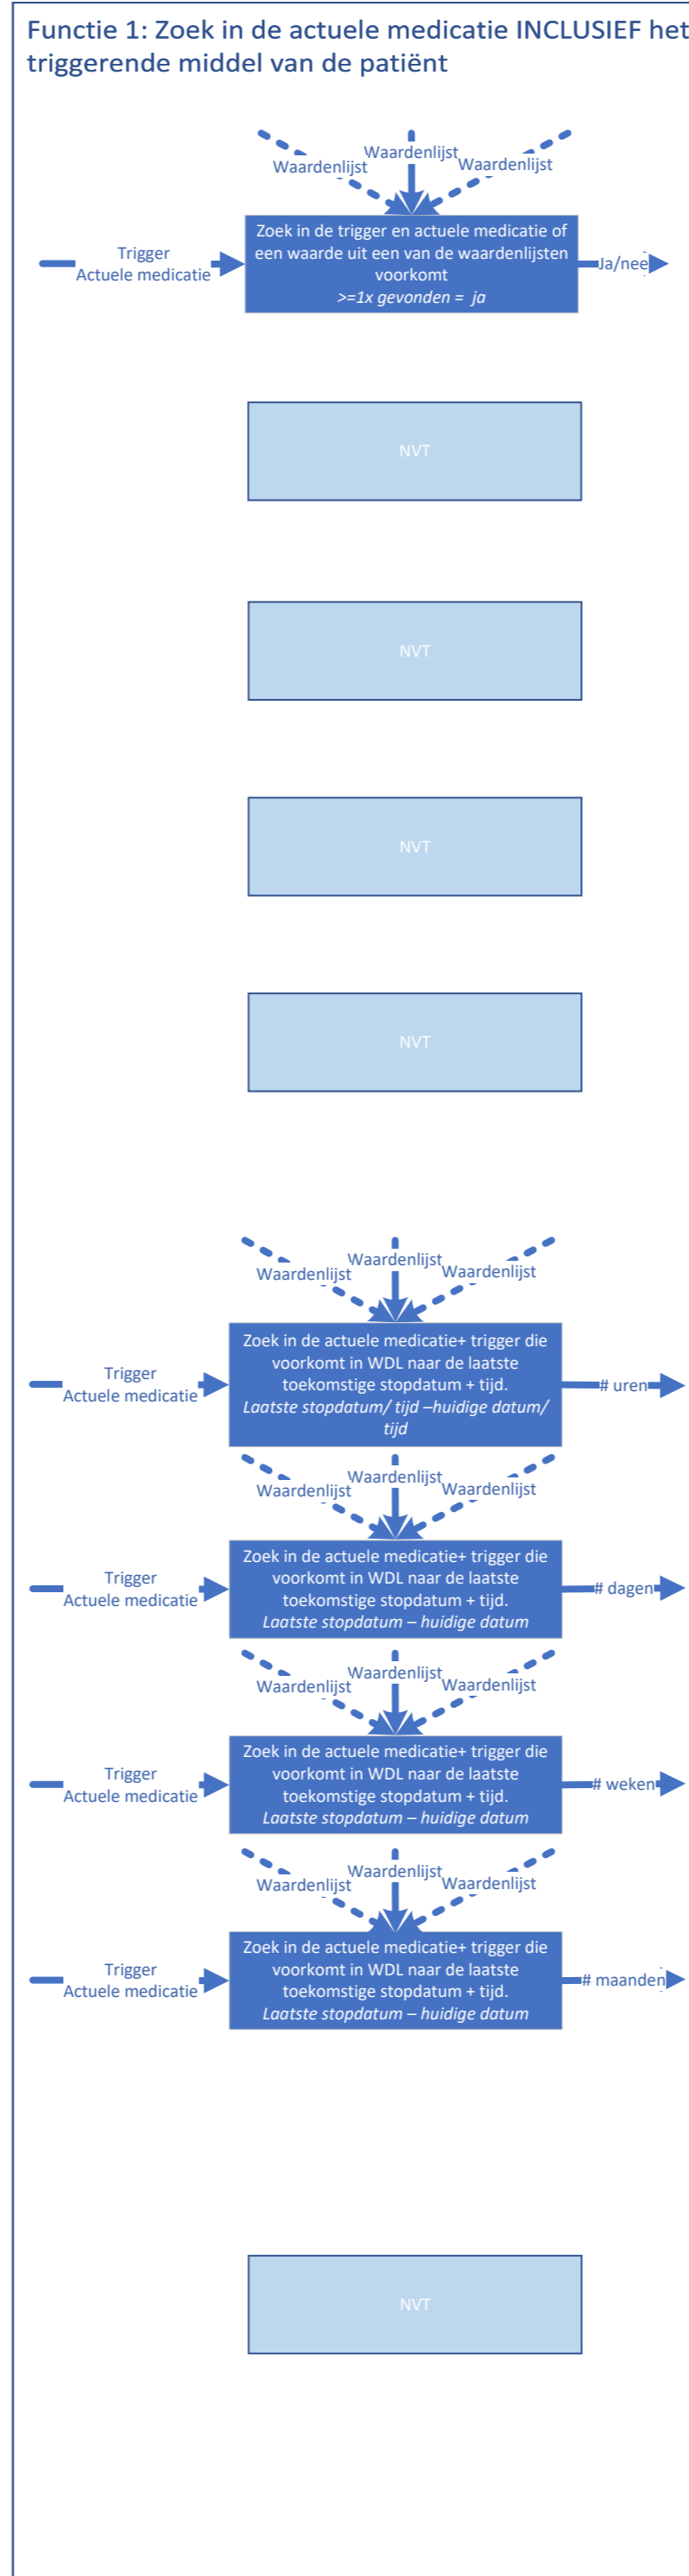 Functie 1: Zoek in de actuele medicatie INCLUSIEF het
triggerende middel van de patiënt
Waardenlijst
Waardenlijst
Waardenlijst
Trigger
Actuele medicatie
Zoek in de trigger en actuele medicatie of
een waarde uit een van de waardenlijsten
voorkomt
>=1x gevonden = ja
Ja/nee
NVT
NVT
NVT
NVT
Waardenlijst
Waardenlijst
Waardenlijst
Trigger
Actuele medicatie
Zoek in de actuele medicatie+ trigger die
voorkomt in WDL naar de laatste
toekomstige stopdatum + tijd.
Laatste stopdatum/ tijd –huidige datum/
tijd
# uren
Waardenlijst
Waardenlijst
Waardenlijst
Trigger
Actuele medicatie
Zoek in de actuele medicatie+ trigger die
voorkomt in WDL naar de laatste
toekomstige stopdatum + tijd.
Laatste stopdatum – huidige datum
# dagen
Waardenlijst
Waardenlijst
Waardenlijst
Trigger
Actuele medicatie
Zoek in de actuele medicatie+ trigger die
voorkomt in WDL naar de laatste
toekomstige stopdatum + tijd.
Laatste stopdatum – huidige datum
# weken
Waardenlijst
Waardenlijst
Waardenlijst
Trigger
Actuele medicatie
Zoek in de actuele medicatie+ trigger die
voorkomt in WDL naar de laatste
toekomstige stopdatum + tijd.
Laatste stopdatum – huidige datum
# maanden
NVT